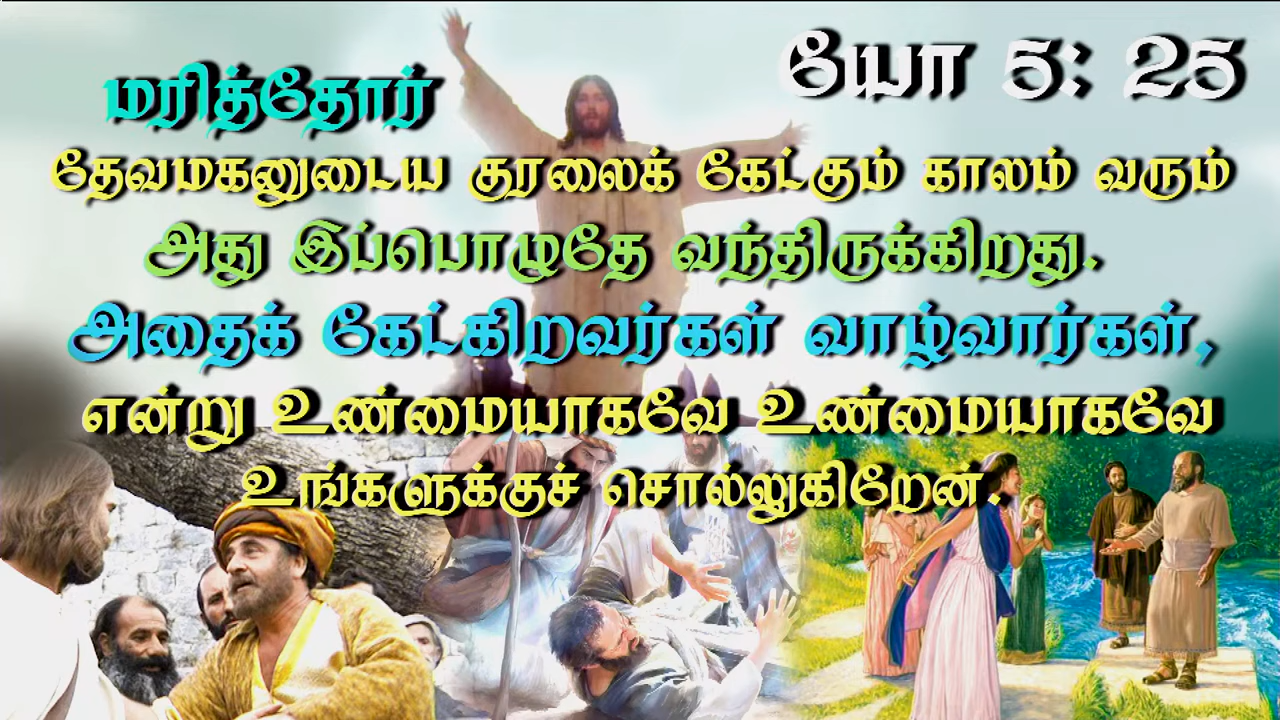 யோ 5: 25
மரித்தோர்
தேவமகனுடைய குரலைக் கேட்கும் காலம் வரும்
அது இப்பொழுதே வந்திருக்கிறது.
அதைக் கேட்கிறவர்கள் வாழ்வார்கள்,
என்று உண்மையாகவே உண்மையாகவே
உங்களுக்குச் சொல்லுகிறேன்.